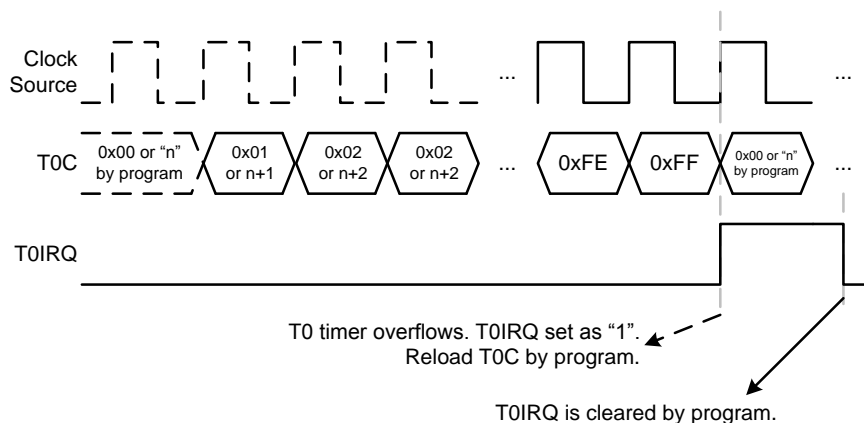 Clock
Source
...
...
T0C
0x00 or "n"
by program
0x01
or n+1
0x02
or n+2
0x02
or n+2
...
0xFE
0xFF
0x00 or "n"
by program
...
T0IRQ
T0 timer overflows. T0IRQ set as "1".
Reload T0C by program.
T0IRQ is cleared by program.